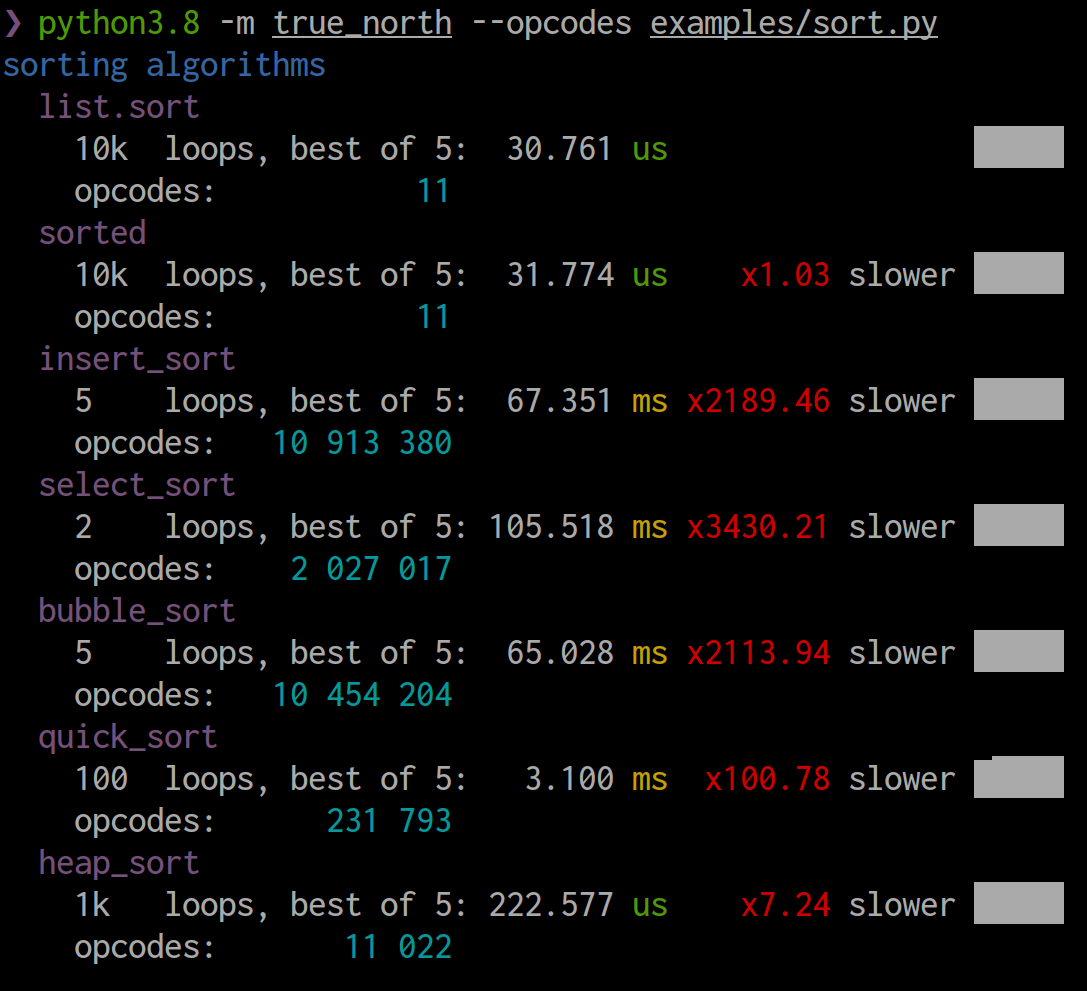 ❯ python3.8 -m true_north --opcodes examples/sort.py
sorting algorithms
list.sort
10k loops, best of 5: 30.761 us
opcodes: 11
sorted
10k loops, best of 5: 31.774 us x1.03 slower
opcodes: 11
insert_sort
5 loops, best of 5: 67.351 ms x2189.46 slower
opcodes: 10 913 380
select_sort
2 loops, best of 5: 105.518 ms x3430.21 slower
opcodes: 2 027 017
bubble_sort
5 loops, best of 5: 65.028 ms x2113.94 slower
opcodes: 10 454 204
quick_sort
100 loops, best of 5: 3.100 ms x100.78 slower
opcodes: 231 793
heap_sort
1k loops, best of 5: 222.577 us x7.24 slower
opcodes: 11 022